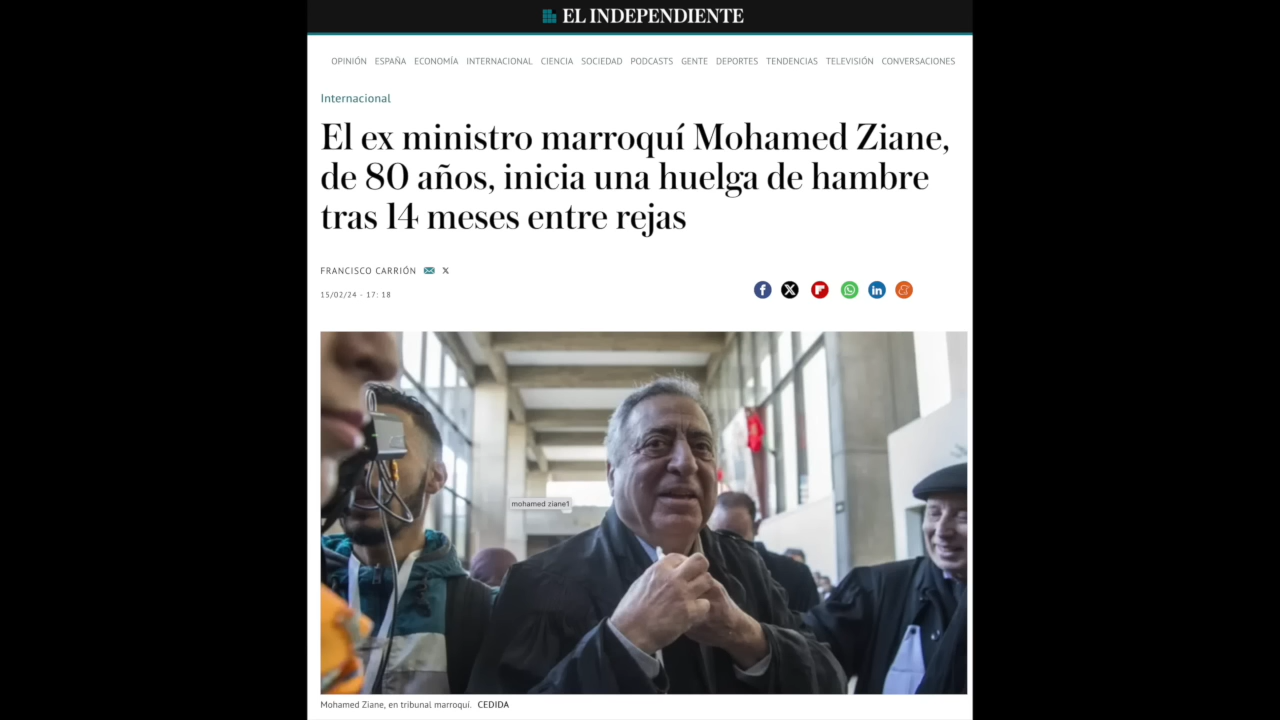 EL INDEPENDIENTE
OPINIÓN ESPAÑA ECONOMÍA INTERNACIONAL CIENCIA SOCIEDAD PODCASTS GENTE DEPORTES TENDENCIAS TELEVISIÓN CONVERSACIONES
Internacional
El ex ministro marroquí Mohamed Ziane,
de 80 años, inicia una huelga de hambre
tras 14 meses entre rejas
FRANCISCO CARRIÓN
15/02/24 - 17:18
mohamed ziane1
Mohamed Ziane, en tribunal marroquí. CEDIDA